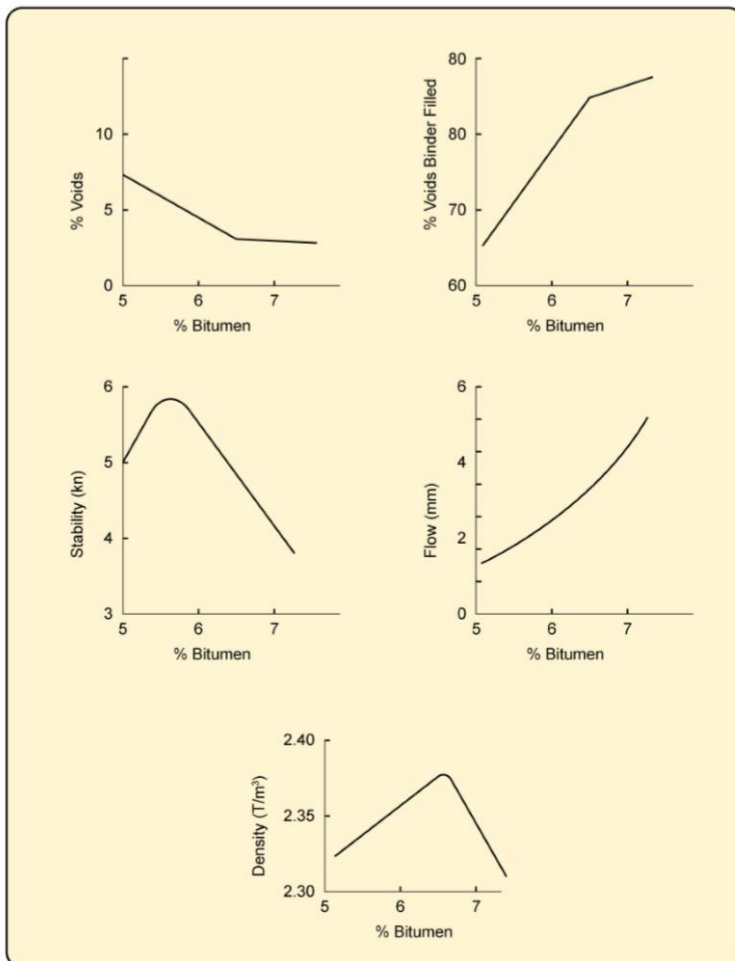 % Voids
10
5
0
5 6 7
% Bitumen
% Voids Binder Filled
80
80
70
60
5 6 7
% Bitumen
Stability (kn)
6
5
4
3
5 6 7
% Bitumen
Flow (mm)
6
4
2
0
5 6 7
% Bitumen
Density (T/m³)
2.40
2.35
2.30
5 6 7
% Bitumen